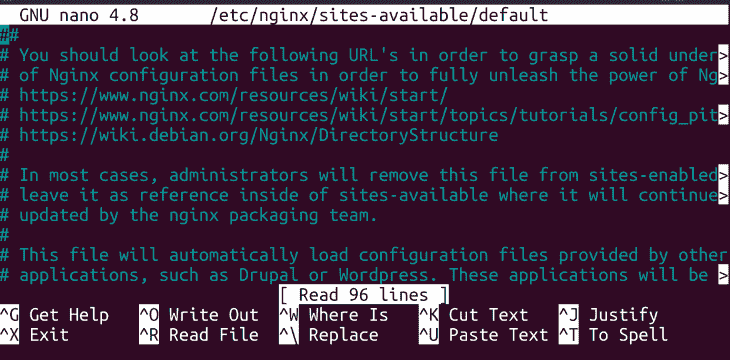 GNU nano 4.8 /etc/nginx/sites-available/default
##
# You should look at the following URL's in order to grasp a solid under>
# of Nginx configuration files in order to fully unleash the power of Ng>
# https://www.nginx.com/resources/wiki/start/
# https://www.nginx.com/resources/wiki/start/topics/tutorials/config_pit>
# https://wiki.debian.org/Nginx/DirectoryStructure
#
# In most cases, administrators will remove this file from sites-enabled>
# leave it as reference inside of sites-available where it will continue>
# updated by the nginx packaging team.
#
# This file will automatically load configuration files provided by other
# applications, such as Drupal or Wordpress. These applications will be >
[ Read 96 lines ]
^G Get Help ^O Write Out ^W Where Is ^K Cut Text ^J Justify
^X Exit ^R Read File ^\ Replace ^U Paste Text ^T To Spell